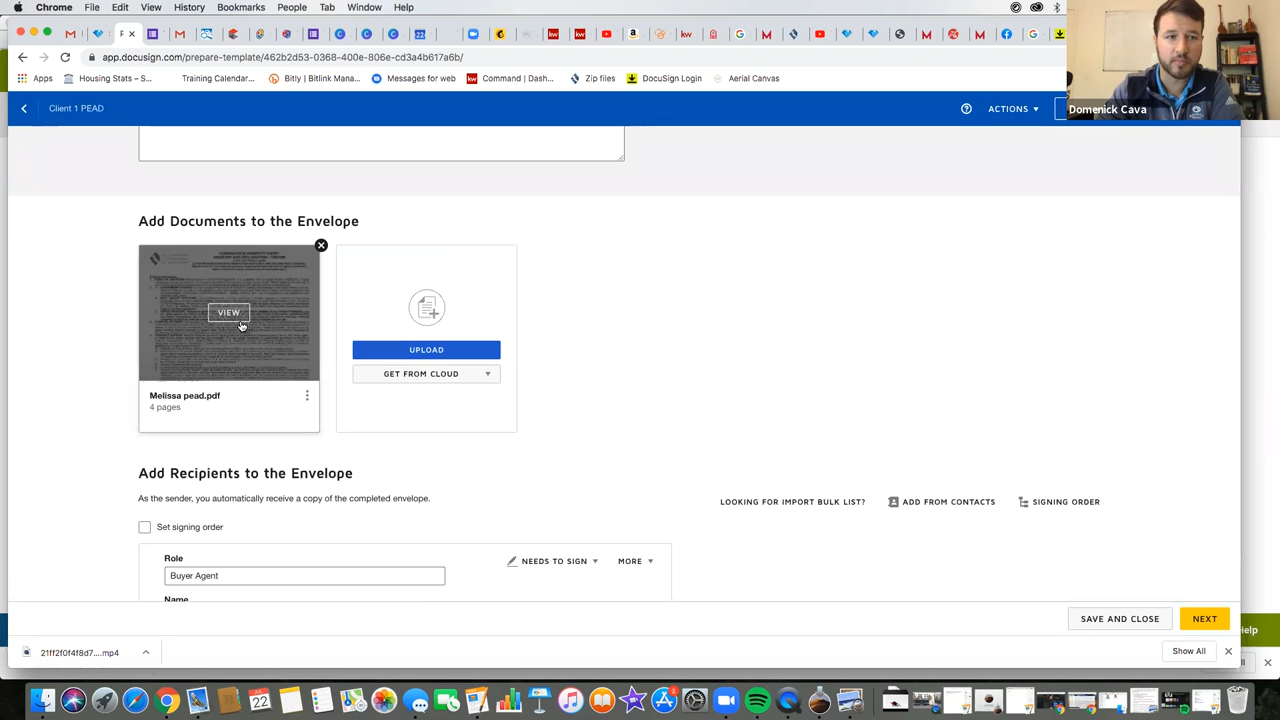 Chrome File Edit View History Bookmarks People Tab Window Help
app.docusign.com/prepare-template/462b2d53-0368-400e-806e-cd3a4b617a6b/
Apps Housing Stats – S... Training Calendar... Bitly | Bitlink Mana... Messages for web Command | Dash... Zip files DocuSign Login Aerial Canvas
Domenick Cava
Client 1 PEAD
ACTIONS
Add Documents to the Envelope
VIEW
UPLOAD
GET FROM CLOUD
Melissa pead.pdf
4 pages
Add Recipients to the Envelope
As the sender, you automatically receive a copy of the completed envelope.
LOOKING FOR IMPORT BULK LIST? ADD FROM CONTACTS SIGNING ORDER
Set signing order
Role
NEEDS TO SIGN MORE
Buyer Agent
Name
SAVE AND CLOSE NEXT
Help
21ff2f0f4f8d7....mp4
Show All